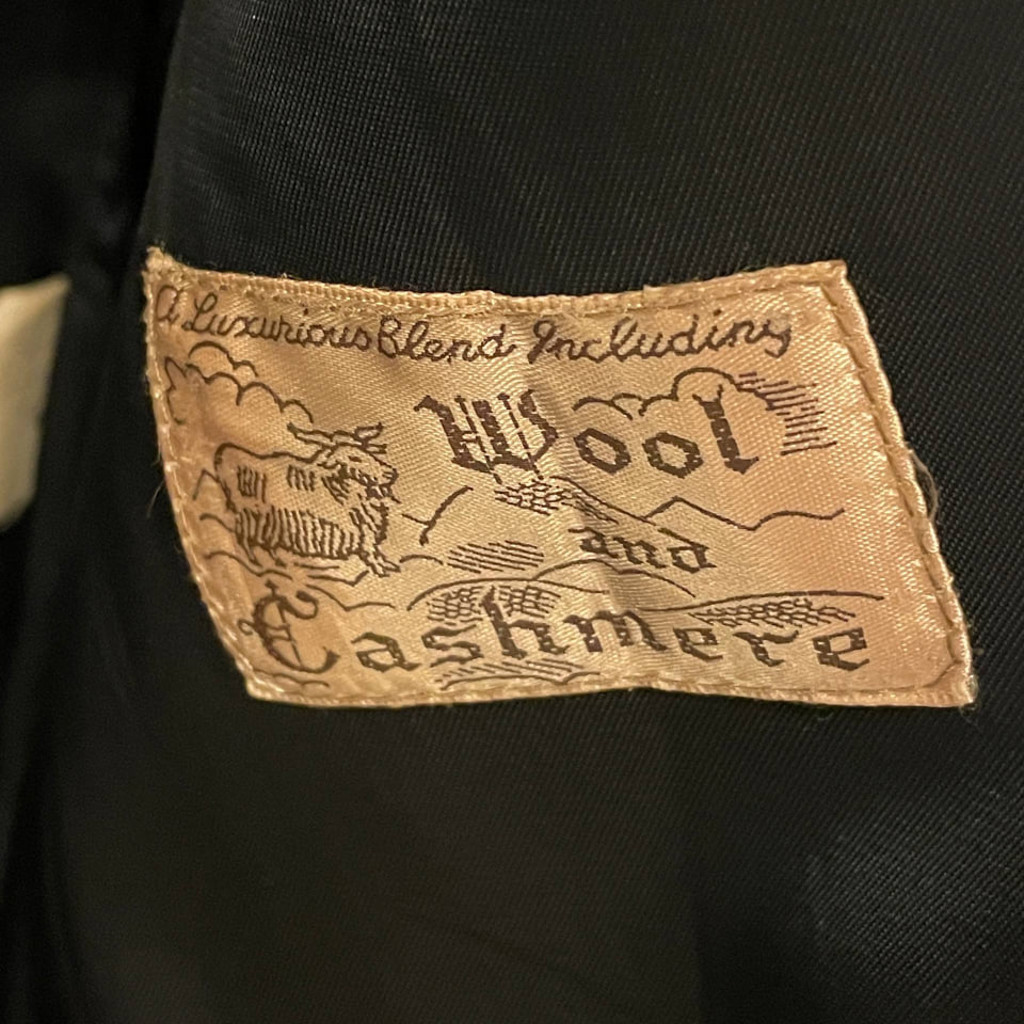 A Luxurious Blend Including
Wool
and
Cashmere